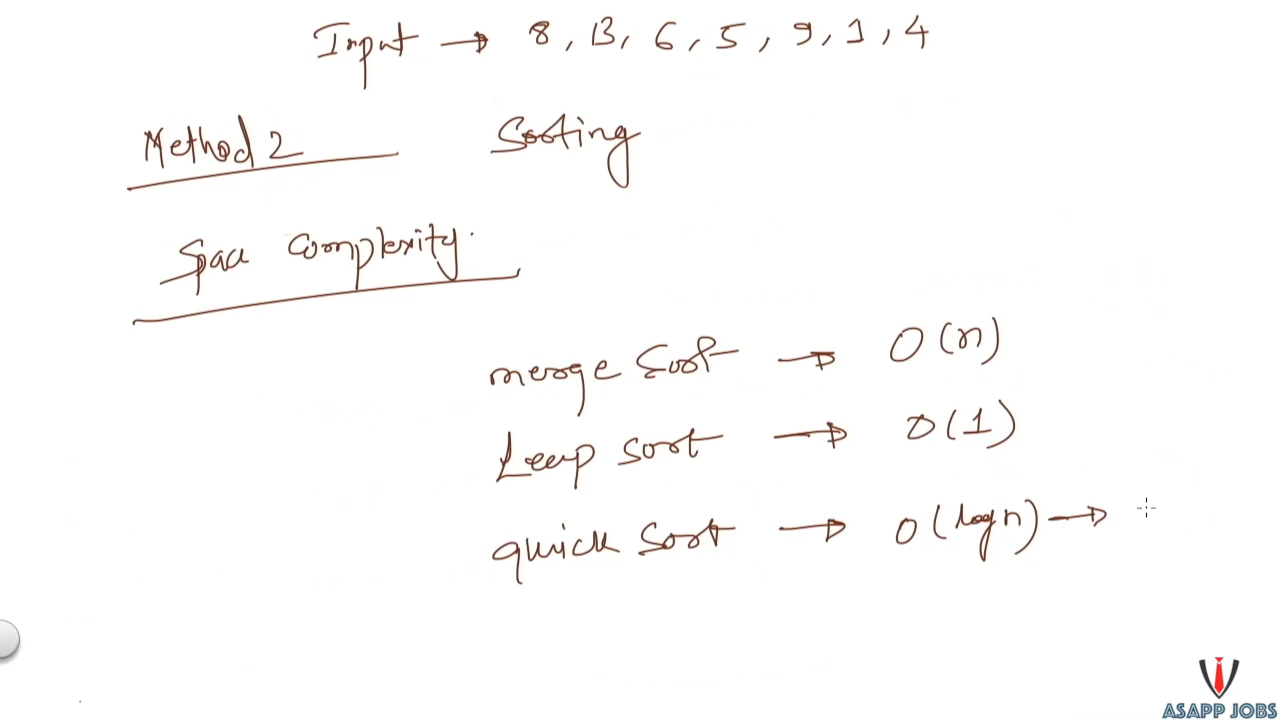 Input → 8, 13, 6, 5, 9, 1, 4
Method 2 Sorting
Space Complexity.
merge Sort → O(n)
Heap sort → O(1)
quick Sort → O(logn) →
ASAPP JOBS